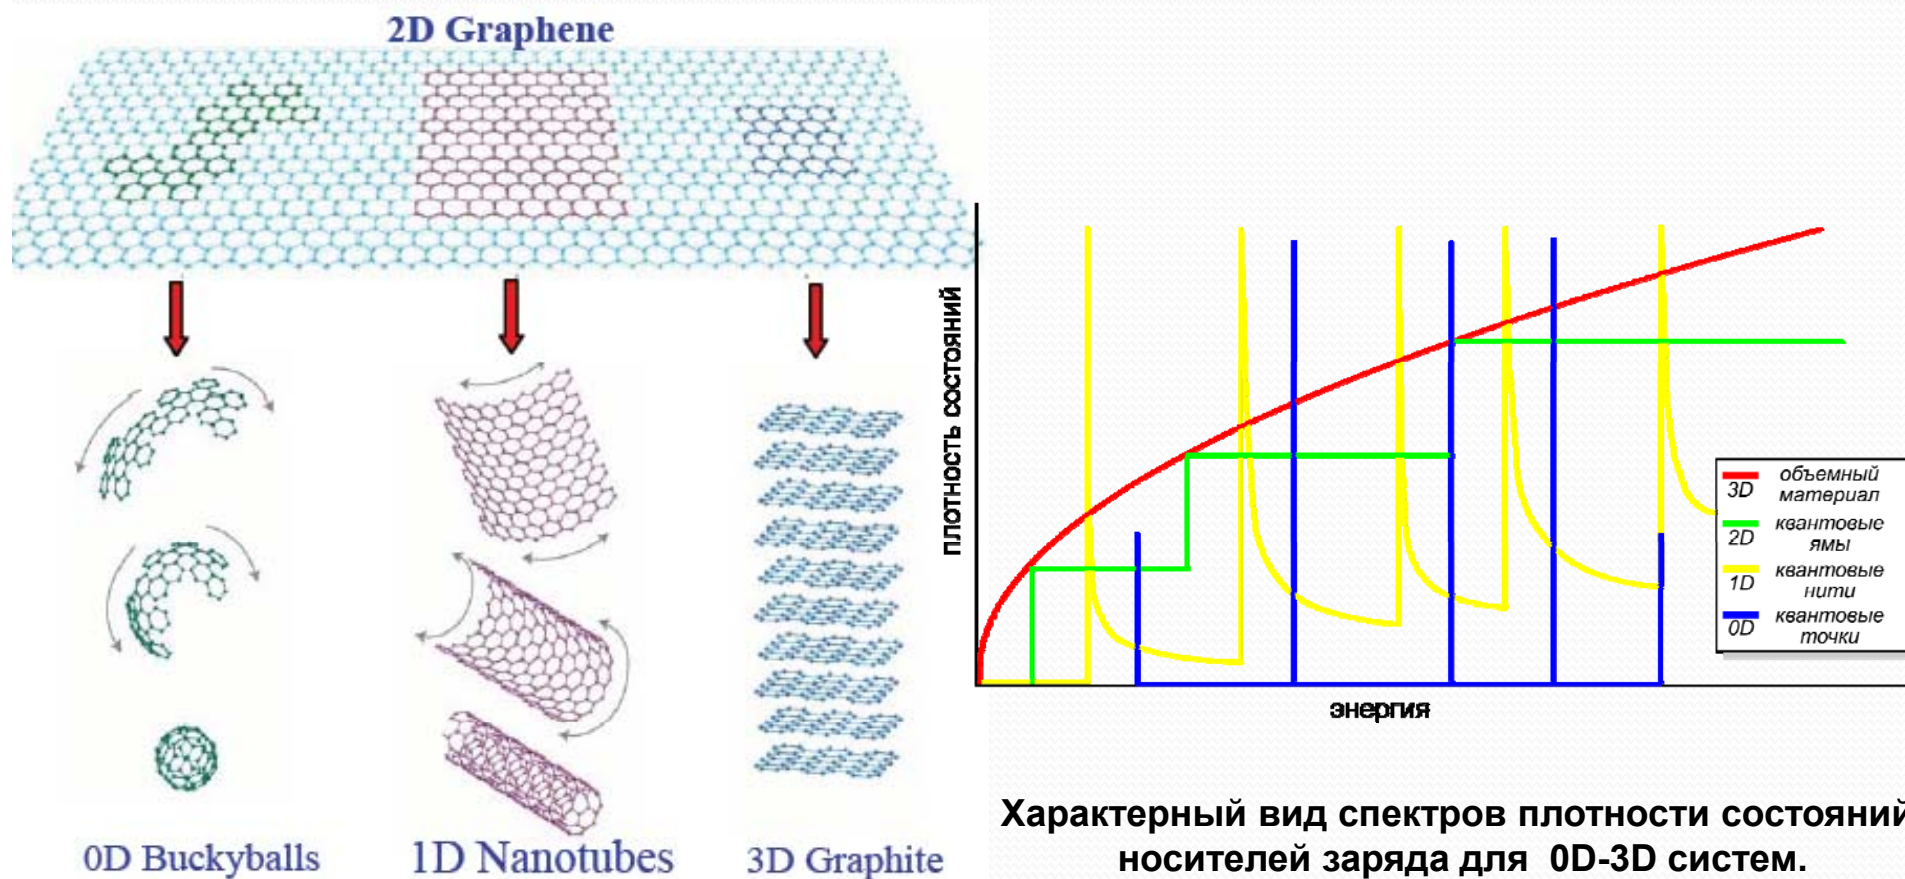 2D Graphene
0D Buckyballs
1D Nanotubes
3D Graphite
плотность состояний
энергия
3D объемный
материал
2D квантовые
ямы
1D квантовые
нити
0D квантовые
точки
Характерный вид спектров плотности состояний
носителей заряда для 0D-3D систем.